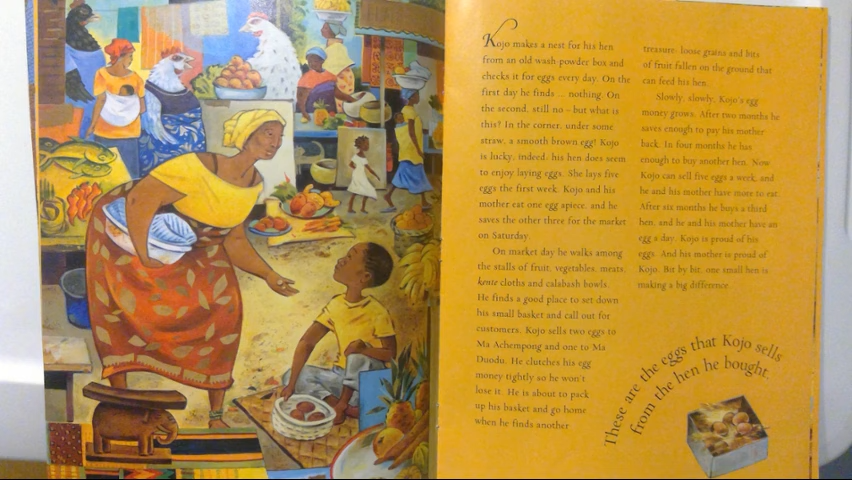 Kojo makes a nest for his hen
from an old wash powder box and
checks it for eggs every day. On the
first day he finds ... nothing. On
the second, still no – but what is
this? In the corner, under some
straw, a smooth brown egg! Kojo
is lucky, indeed, his hen does seem
to enjoy laying eggs. She lays five
eggs the first week. Kojo and his
mother eat one egg apiece, and he
saves the other three for the market
on Saturday.
On market day he walks among
the stalls of fruit, vegetables, meats,
kente cloths and calabash bowls.
He finds a good place to set down
his small basket and call out for
customers. Kojo sells two eggs to
Ma Achempong and one to Ma
Duodu. He clutches his egg
money tightly so he won't
lose it. He is about to pack
up his basket and go home
when he finds another
treasure: loose grains and bits
of fruit fallen on the ground that
can feed his hen.
Slowly, slowly, Kojo's egg
money grows. After two months he
saves enough to pay his mother
back. In four months he has
enough to buy another hen. Now
Kojo can sell five eggs a week, and
he and his mother have more to eat.
After six months he buys a third
hen, and he and his mother have an
egg a day. Kojo is proud of his
eggs. And his mother is proud of
Kojo. Bit by bit, one small hen is
making a big difference.
These are the eggs that Kojo sells
from the hen he bought.